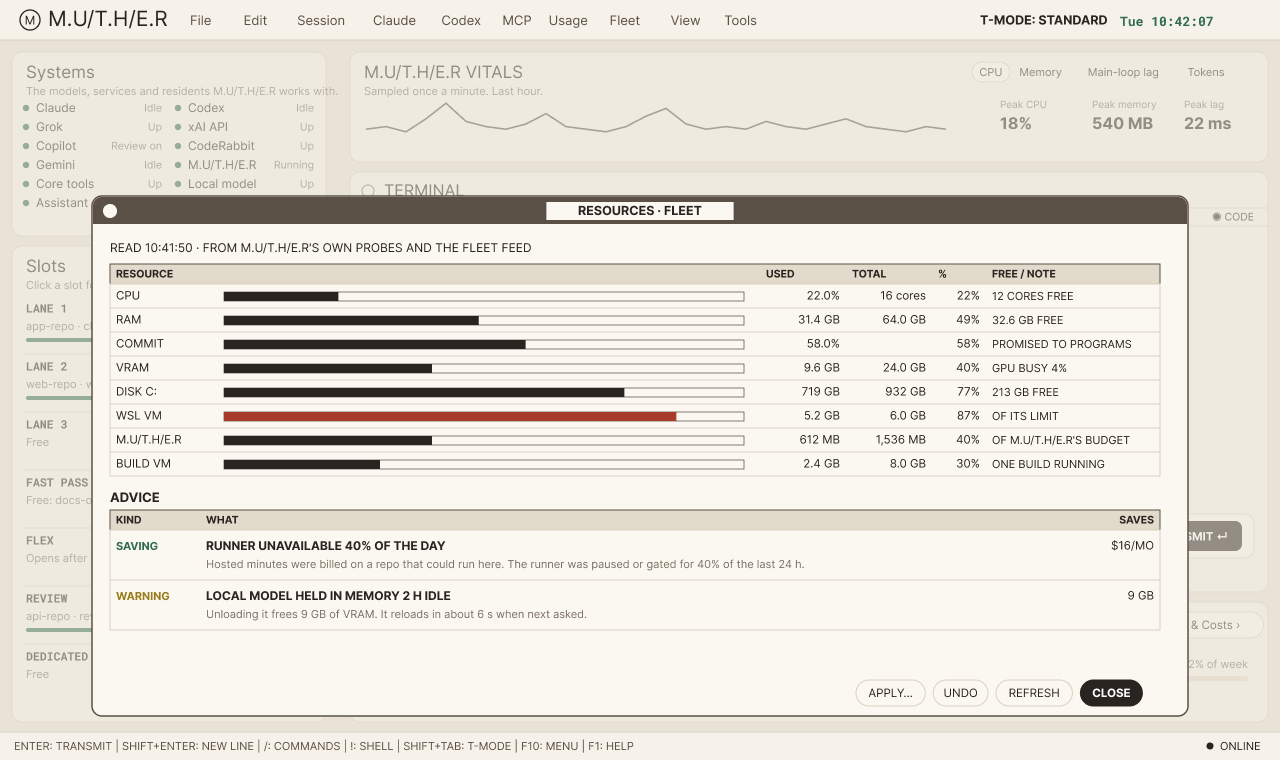 M M.U/T.H/E.R File Edit Session Claude Codex MCP Usage Fleet View Tools T-MODE: STANDARD Tue 10:42:07
Systems
The models, services and residents M.U/T.H/E.R works with.
Claude Idle Codex Idle
Grok Up xAI API Up
Copilot Review on CodeRabbit Up
Gemini Idle M.U/T.H/E.R Running
Core tools Up Local model Up
Assistant
M.U/T.H/E.R VITALS CPU Memory Main-loop lag Tokens
Sampled once a minute. Last hour.
Peak CPU Peak memory Peak lag
18% 540 MB 22 ms
TERMINAL
◉ CODE
Slots
Click a slot
LANE 1
app-repo ·
LANE 2
web-repo ·
LANE 3
Free
FAST PASS
Free:
FLEX
Opens after
REVIEW
api-repo ·
DEDICATED
Free
& Costs ›
of week
RESOURCES · FLEET
READ 10:41:50 · FROM M.U/T.H/E.R'S OWN PROBES AND THE FLEET FEED
RESOURCE USED TOTAL % FREE / NOTE
CPU 22.0% 16 cores 22% 12 CORES FREE
RAM 31.4 GB 64.0 GB 49% 32.6 GB FREE
COMMIT 58.0% 58% PROMISED TO PROGRAMS
VRAM 9.6 GB 24.0 GB 40% GPU BUSY 4%
DISK C: 719 GB 932 GB 77% 213 GB FREE
WSL VM 5.2 GB 6.0 GB 87% OF ITS LIMIT
M.U/T.H/E.R 612 MB 1,536 MB 40% OF M.U/T.H/E.R'S BUDGET
BUILD VM 2.4 GB 8.0 GB 30% ONE BUILD RUNNING
ADVICE
KIND WHAT SAVES
SAVING RUNNER UNAVAILABLE 40% OF THE DAY $16/MO
Hosted minutes were billed on a repo that could run here. The runner was paused or gated for 40% of the last 24 h.
WARNING LOCAL MODEL HELD IN MEMORY 2 H IDLE 9 GB
Unloading it frees 9 GB of VRAM. It reloads in about 6 s when next asked.
APPLY... UNDO REFRESH CLOSE
ENTER: TRANSMIT | SHIFT+ENTER: NEW LINE | /: COMMANDS | !: SHELL | SHIFT+TAB: T-MODE | F10: MENU | F1: HELP ONLINE